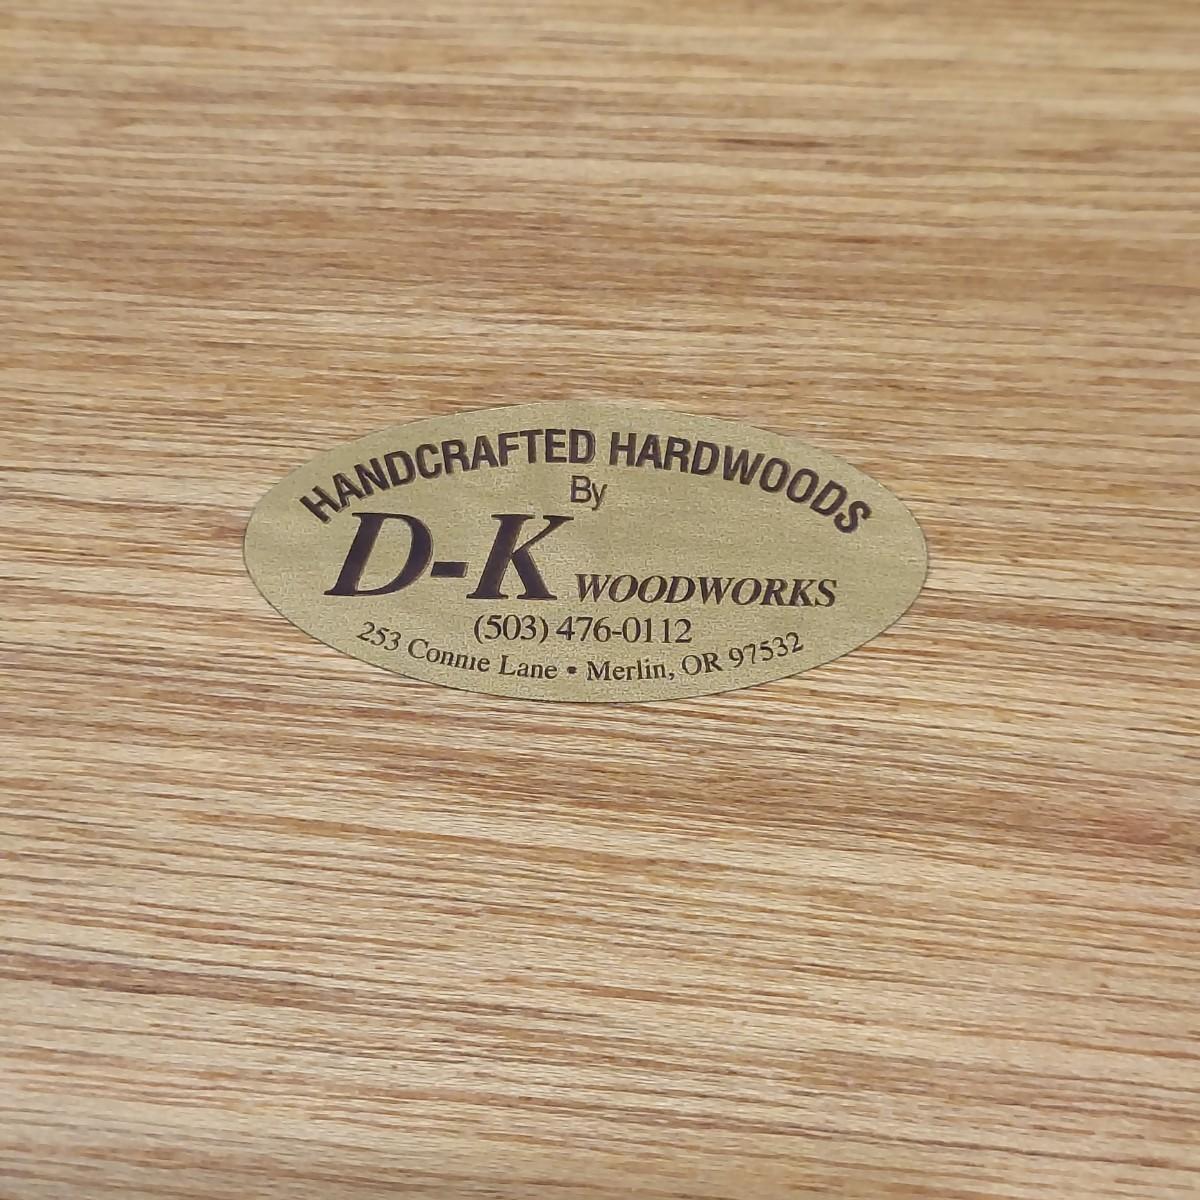 HANDCRAFTED HARDWOODS
By
D-K WOODWORKS
(503) 476-0112
253 Connie Lane • Merlin, OR 97532